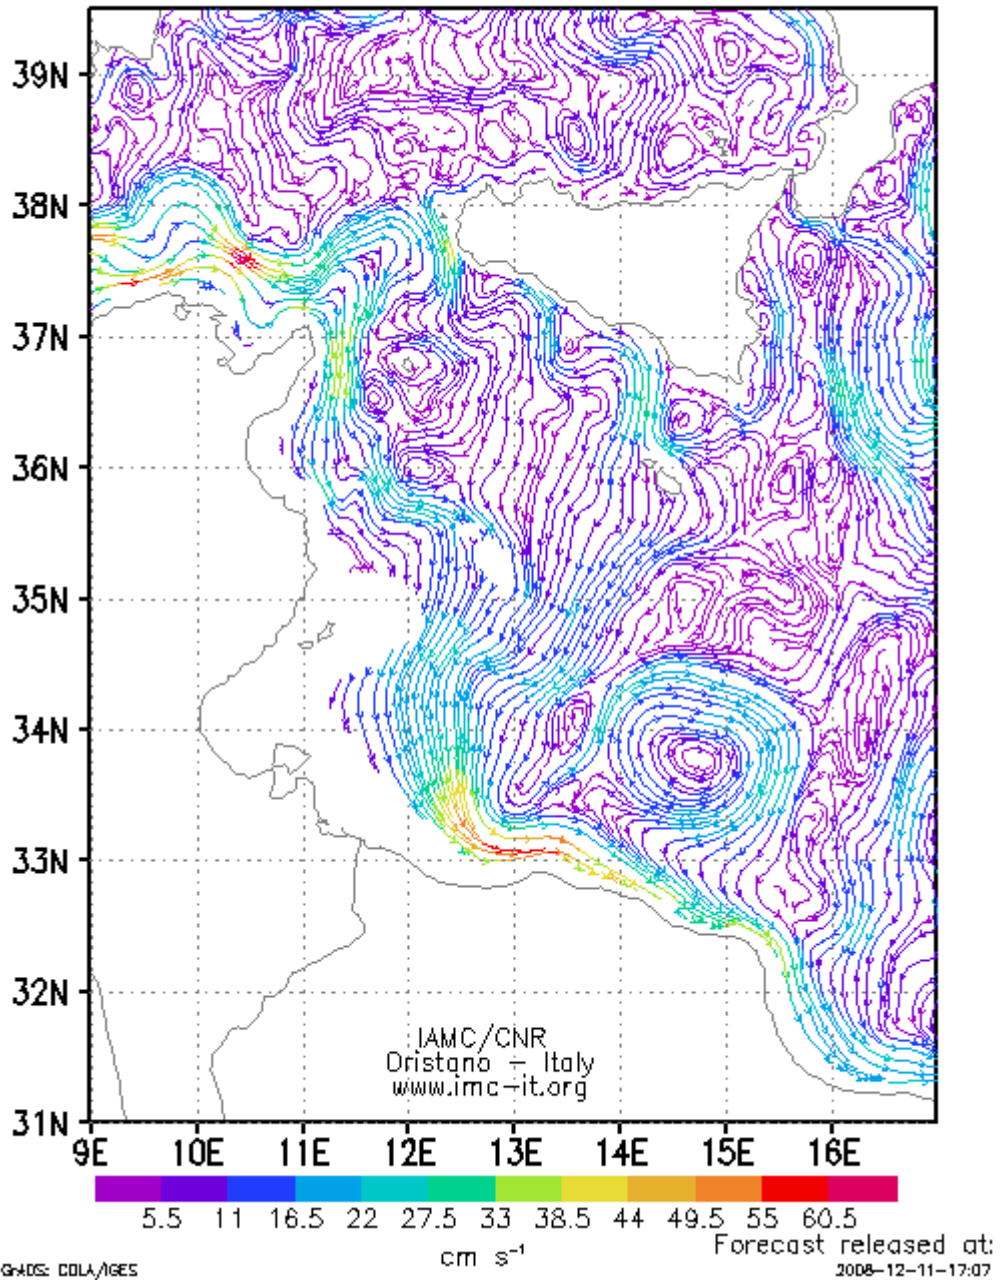 39N
38N
37N
36N
35N
34N
33N
32N
31N
IAMC/CNR
Oristano – Italy
www.imc-it.org
9E 10E 11E 12E 13E 14E 15E 16E
5.5 11 16.5 22 27.5 33 38.5 44 49.5 55 60.5
cm s⁻¹
Forecast released at:
GrADS: COLA/IGES
2008-12-11-17:07